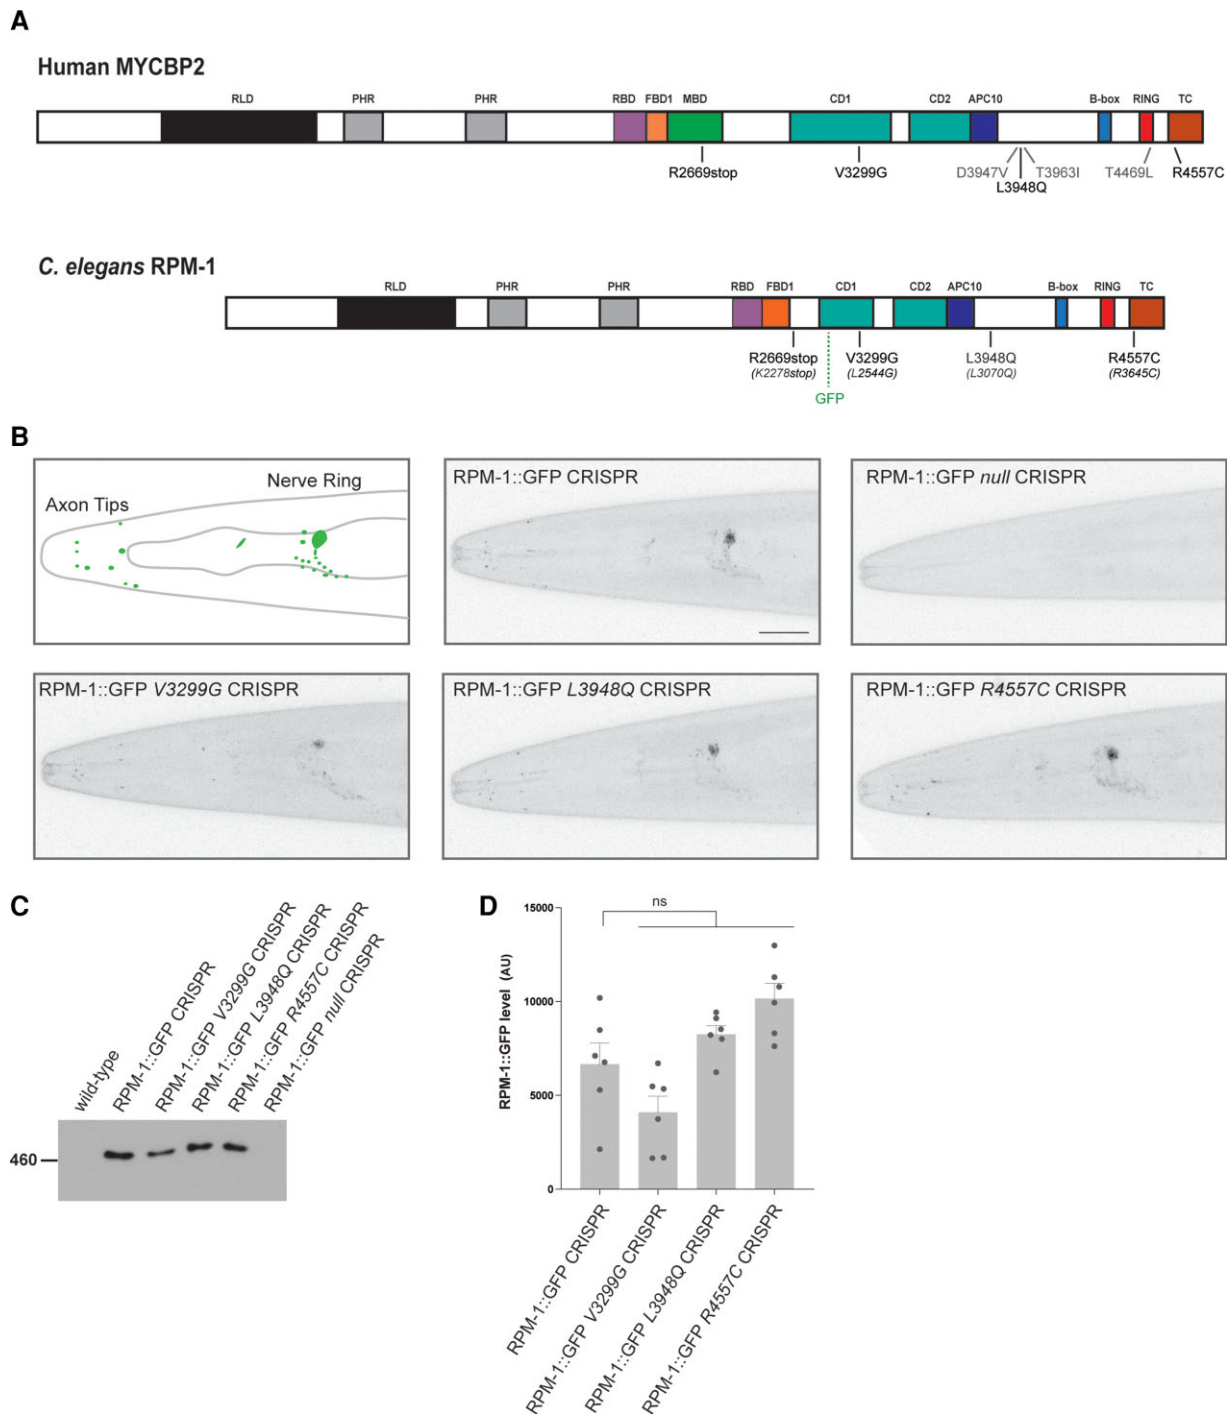 A
Human MYCBP2
RLD PHR PHR RBD FBD1 MBD CD1 CD2 APC10 B-box RING TC
R2669stop V3299G D3947V T3963I T4469L R4557C
L3948Q
C. elegans RPM-1
RLD PHR PHR RBD FBD1 CD1 CD2 APC10 B-box RING TC
R2669stop V3299G L3948Q R4557C
(K2278stop) (L2544G) (L3070Q) (R3645C)
GFP
B
Axon Tips
Nerve Ring
RPM-1::GFP CRISPR
RPM-1::GFP null CRISPR
RPM-1::GFP V3299G CRISPR
RPM-1::GFP L3948Q CRISPR
RPM-1::GFP R4557C CRISPR
C
wild-type
RPM-1::GFP CRISPR
RPM-1::GFP V3299G CRISPR
RPM-1::GFP L3948Q CRISPR
RPM-1::GFP R4557C CRISPR
RPM-1::GFP null CRISPR
460
D
ns
RPM-1::GFP level (AU)
15000
10000
5000
0
RPM-1::GFP CRISPR
RPM-1::GFP V3299G CRISPR
RPM-1::GFP L3948Q CRISPR
RPM-1::GFP R4557C CRISPR